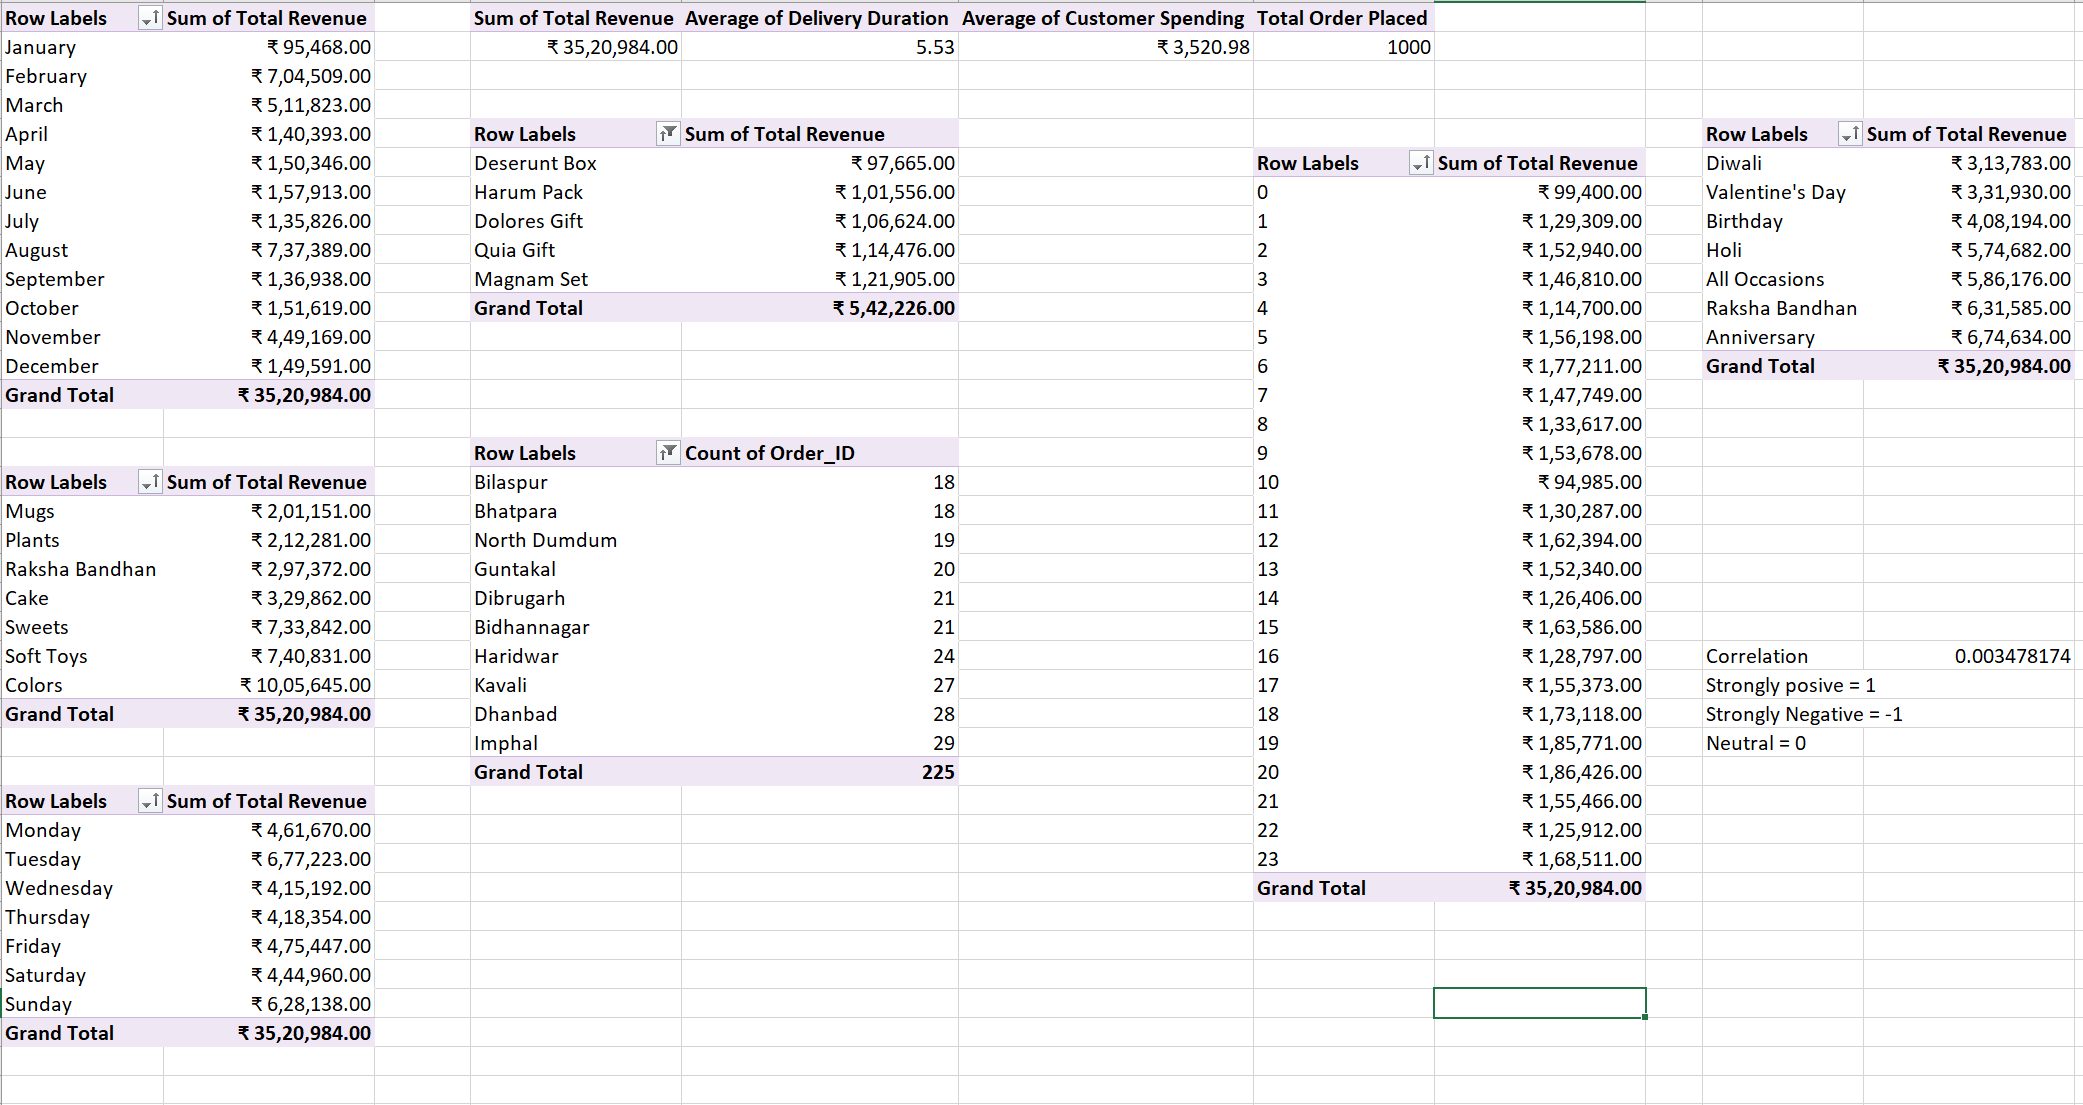 Row Labels Sum of Total Revenue
January ₹ 95,468.00
February ₹ 7,04,509.00
March ₹ 5,11,823.00
April ₹ 1,40,393.00
May ₹ 1,50,346.00
June ₹ 1,57,913.00
July ₹ 1,35,826.00
August ₹ 7,37,389.00
September ₹ 1,36,938.00
October ₹ 1,51,619.00
November ₹ 4,49,169.00
December ₹ 1,49,591.00
Grand Total ₹ 35,20,984.00
Row Labels Sum of Total Revenue
Mugs ₹ 2,01,151.00
Plants ₹ 2,12,281.00
Raksha Bandhan ₹ 2,97,372.00
Cake ₹ 3,29,862.00
Sweets ₹ 7,33,842.00
Soft Toys ₹ 7,40,831.00
Colors ₹ 10,05,645.00
Grand Total ₹ 35,20,984.00
Row Labels Sum of Total Revenue
Monday ₹ 4,61,670.00
Tuesday ₹ 6,77,223.00
Wednesday ₹ 4,15,192.00
Thursday ₹ 4,18,354.00
Friday ₹ 4,75,447.00
Saturday ₹ 4,44,960.00
Sunday ₹ 6,28,138.00
Grand Total ₹ 35,20,984.00
Sum of Total Revenue Average of Delivery Duration Average of Customer Spending Total Order Placed
₹ 35,20,984.00 5.53 ₹ 3,520.98 1000
Row Labels Sum of Total Revenue
Deserunt Box ₹ 97,665.00
Harum Pack ₹ 1,01,556.00
Dolores Gift ₹ 1,06,624.00
Quia Gift ₹ 1,14,476.00
Magnam Set ₹ 1,21,905.00
Grand Total ₹ 5,42,226.00
Row Labels Count of Order_ID
Bilaspur 18
Bhatpara 18
North Dumdum 19
Guntakal 20
Dibrugarh 21
Bidhannagar 21
Haridwar 24
Kavali 27
Dhanbad 28
Imphal 29
Grand Total 225
Row Labels Sum of Total Revenue
0 ₹ 99,400.00
1 ₹ 1,29,309.00
2 ₹ 1,52,940.00
3 ₹ 1,46,810.00
4 ₹ 1,14,700.00
5 ₹ 1,56,198.00
6 ₹ 1,77,211.00
7 ₹ 1,47,749.00
8 ₹ 1,33,617.00
9 ₹ 1,53,678.00
10 ₹ 94,985.00
11 ₹ 1,30,287.00
12 ₹ 1,62,394.00
13 ₹ 1,52,340.00
14 ₹ 1,26,406.00
15 ₹ 1,63,586.00
16 ₹ 1,28,797.00
17 ₹ 1,55,373.00
18 ₹ 1,73,118.00
19 ₹ 1,85,771.00
20 ₹ 1,86,426.00
21 ₹ 1,55,466.00
22 ₹ 1,25,912.00
23 ₹ 1,68,511.00
Grand Total ₹ 35,20,984.00
Row Labels Sum of Total Revenue
Diwali ₹ 3,13,783.00
Valentine's Day ₹ 3,31,930.00
Birthday ₹ 4,08,194.00
Holi ₹ 5,74,682.00
All Occasions ₹ 5,86,176.00
Raksha Bandhan ₹ 6,31,585.00
Anniversary ₹ 6,74,634.00
Grand Total ₹ 35,20,984.00
Correlation 0.003478174
Strongly posive = 1
Strongly Negative = -1
Neutral = 0